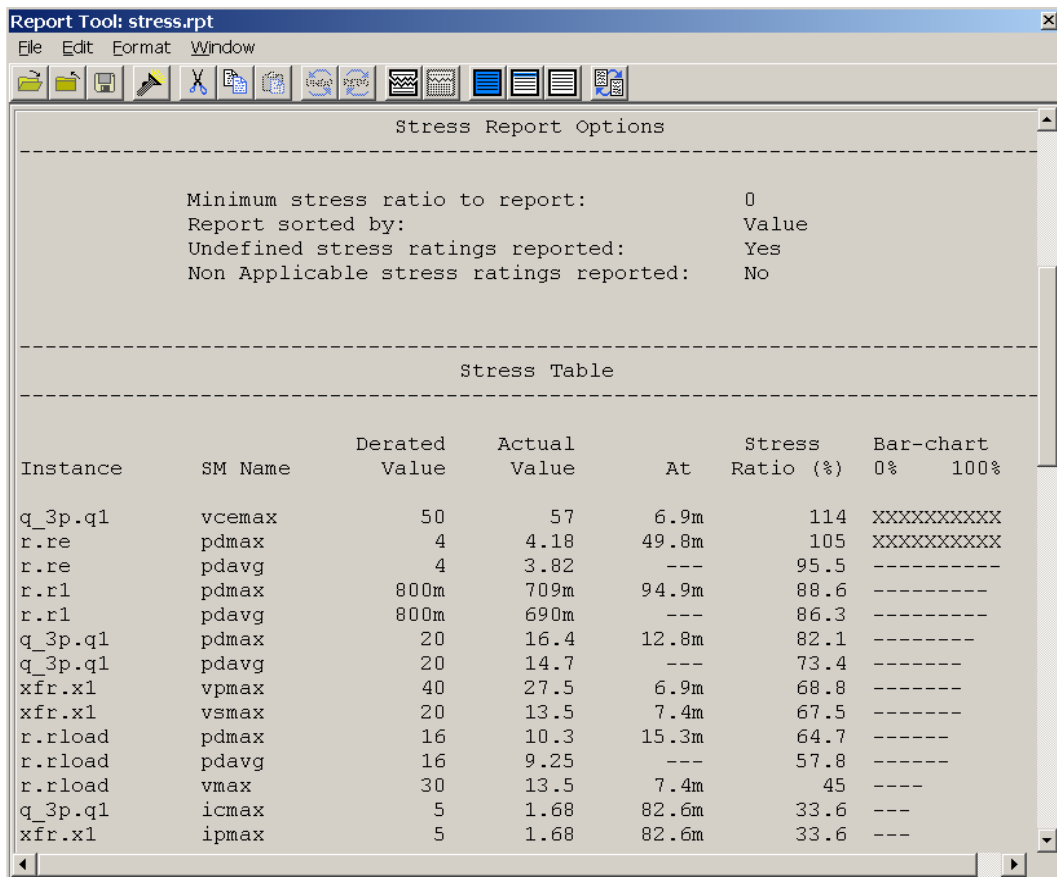 Report Tool: stress.rpt
File Edit Format Window
Stress Report Options
--------------------------------------------------------------------------------
Minimum stress ratio to report: 0
Report sorted by: Value
Undefined stress ratings reported: Yes
Non Applicable stress ratings reported: No
--------------------------------------------------------------------------------
Stress Table
--------------------------------------------------------------------------------
Derated Actual Stress Bar-chart
Instance SM Name Value Value At Ratio (%) 0% 100%
q_3p.q1 vcemax 50 57 6.9m 114 XXXXXXXXXX
r.re pdmax 4 4.18 49.8m 105 XXXXXXXXXX
r.re pdavg 4 3.82 --- 95.5 ----------
r.r1 pdmax 800m 709m 94.9m 88.6 ---------
r.r1 pdavg 800m 690m --- 86.3 ---------
q_3p.q1 pdmax 20 16.4 12.8m 82.1 --------
q_3p.q1 pdavg 20 14.7 --- 73.4 -------
xfr.x1 vpmax 40 27.5 6.9m 68.8 -------
xfr.x1 vsmax 20 13.5 7.4m 67.5 -------
r.rload pdmax 16 10.3 15.3m 64.7 ------
r.rload pdavg 16 9.25 --- 57.8 ------
r.rload vmax 30 13.5 7.4m 45 ----
q_3p.q1 icmax 5 1.68 82.6m 33.6 ---
xfr.x1 ipmax 5 1.68 82.6m 33.6 ---